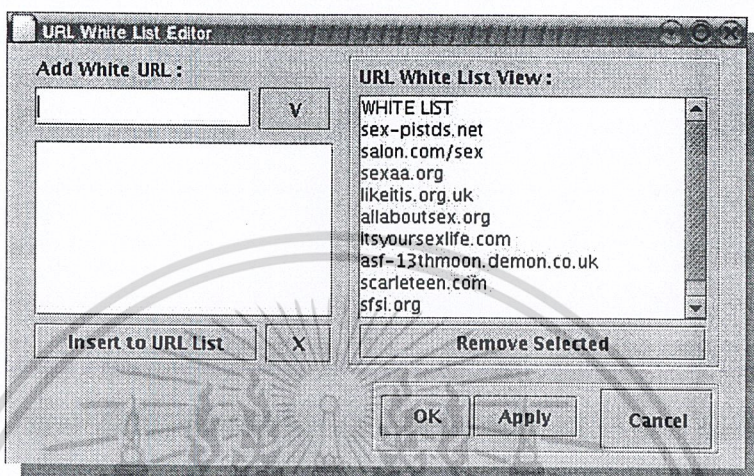 URL White List Editor
Add White URL :
V
Insert to URL List
X
URL White List View :
WHITE LIST
sex-pistds.net
salon.com/sex
sexaa.org
likeitis.org.uk
allaboutsex.org
itsyoursexlife.com
asf-13thmoon.demon.co.uk
scarleteen.com
sfsi.org
Remove Selected
OK
Apply
Cancel